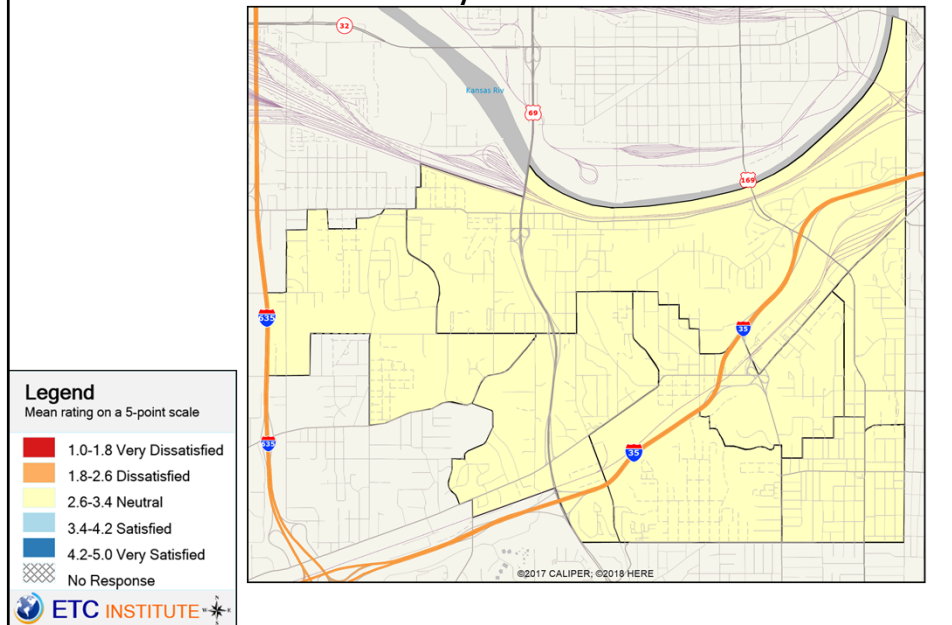 32
Kansas Riv
69
169
635
35
Legend
Mean rating on a 5-point scale
635
1.0-1.8 Very Dissatisfied
35
1.8-2.6 Dissatisfied
2.6-3.4 Neutral
3.4-4.2 Satisfied
4.2-5.0 Very Satisfied
No Response
©2017 CALIPER; ©2018 HERE
ETC INSTITUTE
N
W E
S